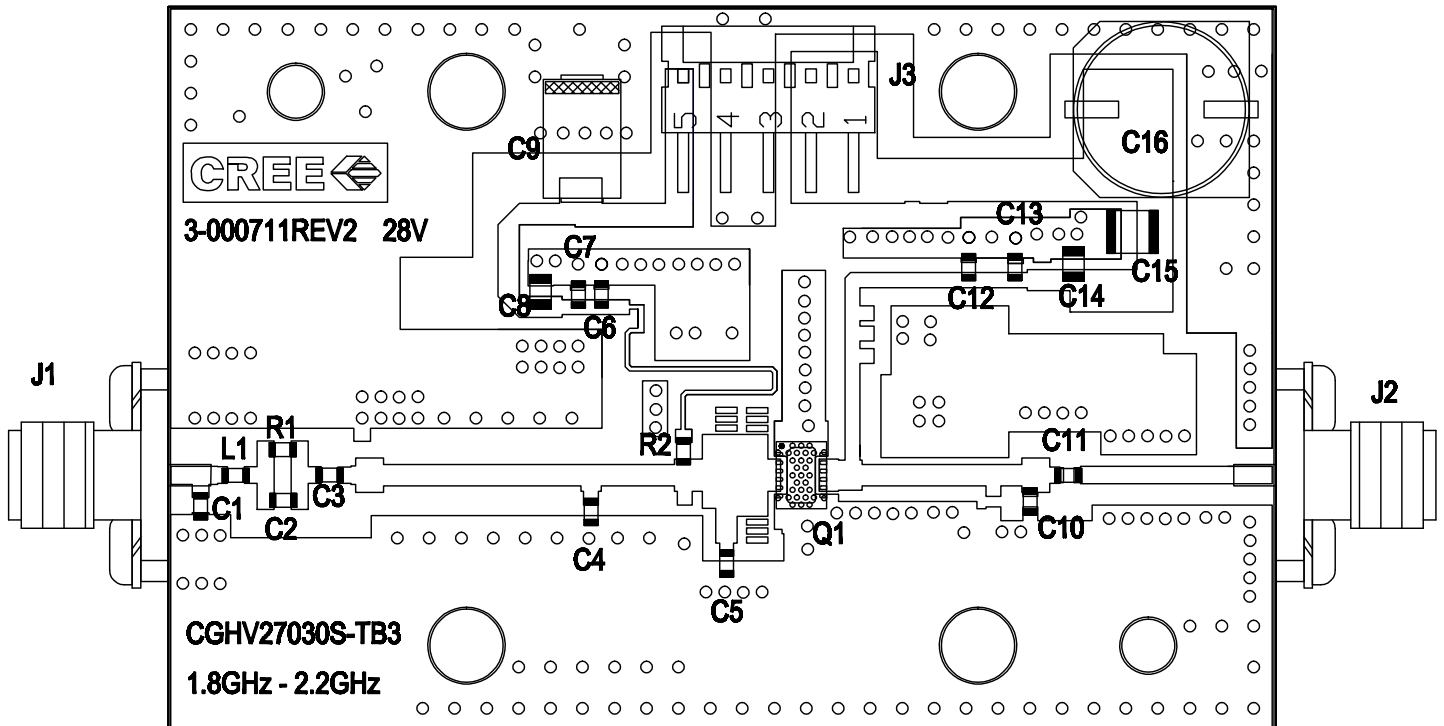 J3
5 4 3 2 1
C9
C16
CREE
3-000711REV2 28V
C13
C7
C15
C8
C6
C12
C14
J1
J2
R1
L1
R2
C11
C3
C1
C2
Q1
C10
C4
C5
CGHV27030S-TB3
1.8GHz - 2.2GHz